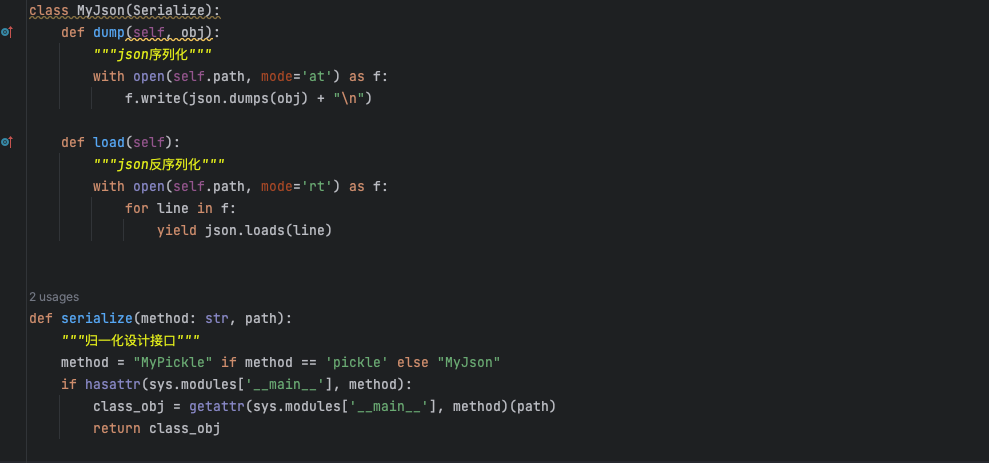 class MyJson(Serialize):
    def dump(self, obj):
        """json序列化"""
        with open(self.path, mode='at') as f:
            f.write(json.dumps(obj) + "\n")
    def load(self):
        """json反序列化"""
        with open(self.path, mode='rt') as f:
            for line in f:
                yield json.loads(line)
2 usages
def serialize(method: str, path):
    """归一化设计接口"""
    method = "MyPickle" if method == 'pickle' else "MyJson"
    if hasattr(sys.modules['__main__'], method):
        class_obj = getattr(sys.modules['__main__'], method)(path)
        return class_obj